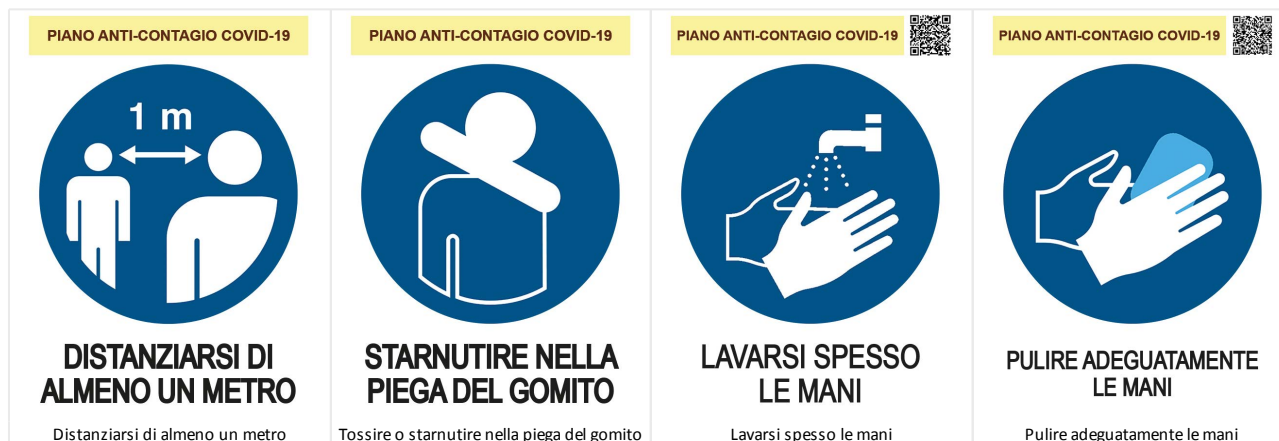 PIANO ANTI-CONTAGIO COVID-19
1 m
DISTANZIARSI DI
ALMENO UN METRO
Distanziarsi di almeno un metro
PIANO ANTI-CONTAGIO COVID-19
STARNUTIRE NELLA
PIEGA DEL GOMITO
Tossire o starnutire nella piega del gomito
PIANO ANTI-CONTAGIO COVID-19
LAVARSI SPESSO
LE MANI
Lavarsi spesso le mani
PIANO ANTI-CONTAGIO COVID-19
PULIRE ADEGUATAMENTE
LE MANI
Pulire adeguatamente le mani